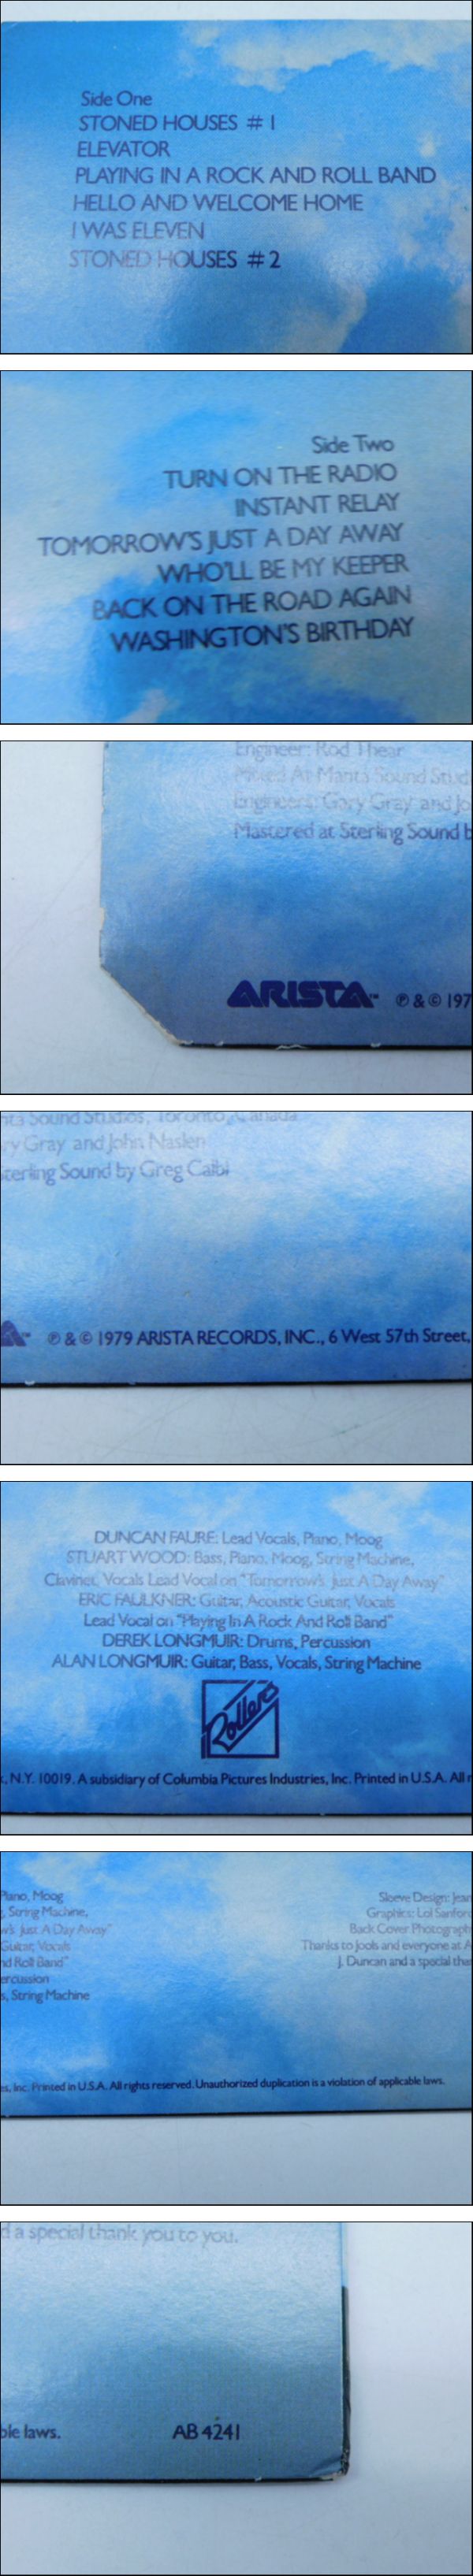 Side One
STONED HOUSES # 1
ELEVATOR
PLAYING IN A ROCK AND ROLL BAND
HELLO AND WELCOME HOME
I WAS ELEVEN
STONED HOUSES # 2
Side Two
TURN ON THE RADIO
INSTANT RELAY
TOMORROW'S JUST A DAY AWAY
WHO'LL BE MY KEEPER
BACK ON THE ROAD AGAIN
WASHINGTON'S BIRTHDAY
Engineer: Rod Thear
Mixed At Manta Sound Stud
Engineers: Gary Gray and Jo
Mastered at Sterling Sound b
ARISTA™ ℗ & © 197
nta Sound Studios, Toronto, Canada
ry Gray and John Naslen
Sterling Sound by Greg Calbi
™ ℗ & © 1979 ARISTA RECORDS, INC., 6 West 57th Street,
DUNCAN FAURE: Lead Vocals, Piano, Moog
STUART WOOD: Bass, Piano, Moog, String Machine,
Clavinet, Vocals Lead Vocal on "Tomorrow's Just A Day Away"
ERIC FAULKNER: Guitar, Acoustic Guitar, Vocals
Lead Vocal on "Playing In A Rock And Roll Band"
DEREK LONGMUIR: Drums, Percussion
ALAN LONGMUIR: Guitar, Bass, Vocals, String Machine
Rollers
, N.Y. 10019. A subsidiary of Columbia Pictures Industries, Inc. Printed in U.S.A. All r
Piano, Moog
, String Machine,
w's Just A Day Away"
Guitar, Vocals
nd Roll Band"
ercussion
s, String Machine
Sleeve Design: Jean
Graphics: Lol Sanford
Back Cover Photograph
Thanks to Jools and everyone at A
J. Duncan and a special than
es, Inc. Printed in U.S.A. All rights reserved. Unauthorized duplication is a violation of applicable laws.
d a special thank you to you.
ble laws. AB 4241